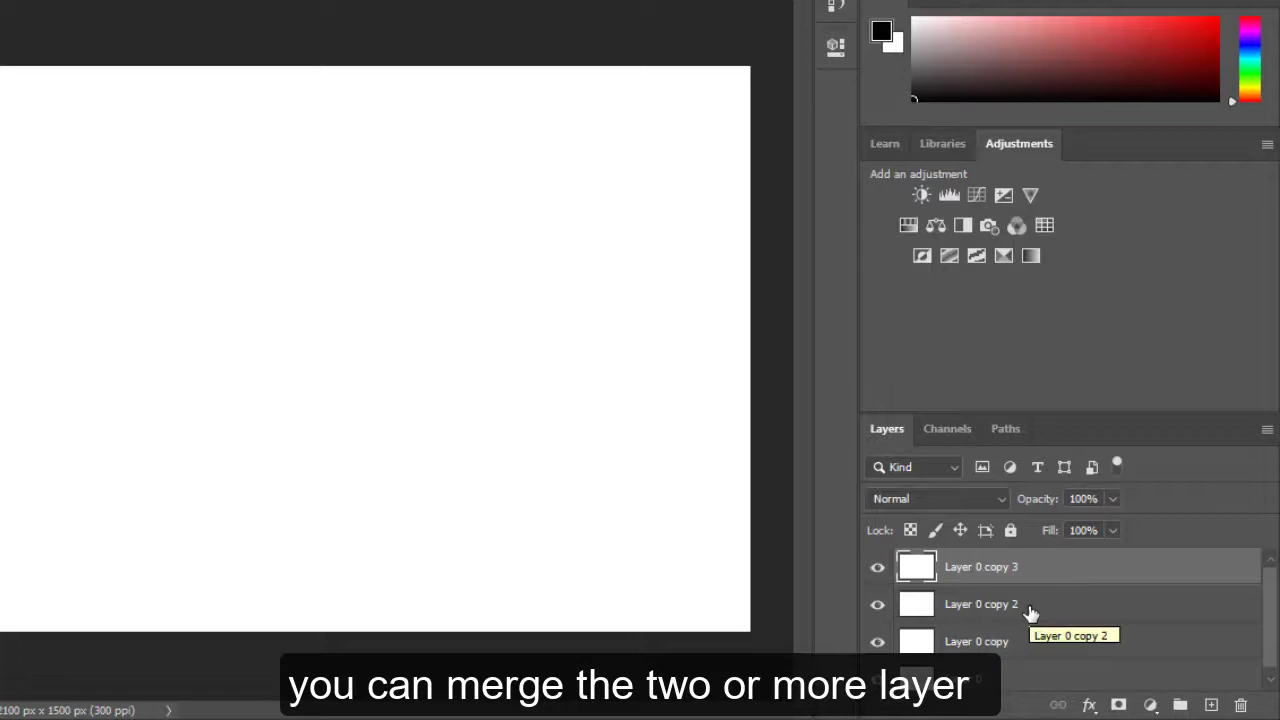 Learn Libraries Adjustments
Add an adjustment
Layers Channels Paths
Kind
Normal Opacity: 100%
Lock: Fill: 100%
Layer 0 copy 3
Layer 0 copy 2
Layer 0 copy 2
Layer 0 copy
you can merge the two or more layer
fx
2100 px x 1500 px (300 ppi)